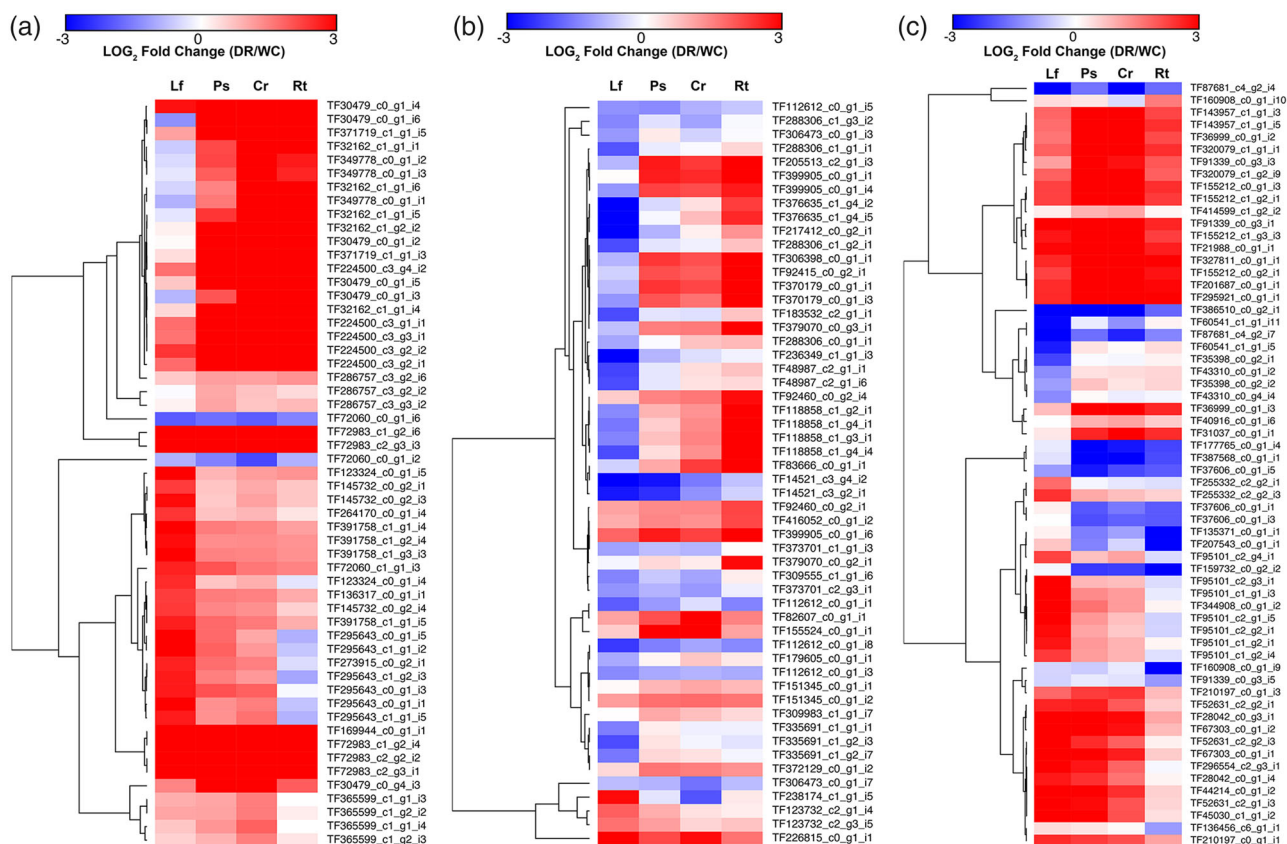 (a)
-3 0 3
LOG2 Fold Change (DR/WC)
Lf Ps Cr Rt
TF30479_c0_g1_i4
TF30479_c0_g1_i6
TF371719_c1_g1_i5
TF32162_c1_g1_i1
TF349778_c0_g1_i2
TF349778_c0_g1_i3
TF32162_c1_g1_i6
TF349778_c0_g1_i1
TF32162_c1_g1_i5
TF32162_c1_g2_i2
TF30479_c0_g1_i2
TF371719_c1_g1_i3
TF224500_c3_g4_i2
TF30479_c0_g1_i5
TF30479_c0_g1_i3
TF32162_c1_g1_i4
TF224500_c3_g1_i1
TF224500_c3_g3_i1
TF224500_c3_g2_i2
TF224500_c3_g2_i1
TF286757_c3_g2_i6
TF286757_c3_g2_i2
TF286757_c3_g3_i2
TF72060_c0_g1_i6
TF72983_c1_g2_i6
TF72983_c2_g3_i3
TF72060_c0_g1_i2
TF123324_c0_g1_i5
TF145732_c0_g2_i1
TF145732_c0_g2_i3
TF264170_c0_g1_i4
TF391758_c1_g1_i4
TF391758_c1_g2_i4
TF391758_c1_g3_i3
TF72060_c1_g1_i3
TF123324_c0_g1_i4
TF136317_c0_g1_i1
TF145732_c0_g2_i4
TF391758_c1_g1_i5
TF295643_c0_g1_i5
TF295643_c1_g1_i2
TF273915_c0_g2_i1
TF295643_c1_g2_i3
TF295643_c0_g1_i3
TF295643_c0_g1_i1
TF295643_c1_g1_i5
TF169944_c0_g1_i1
TF72983_c1_g2_i4
TF72983_c2_g2_i2
TF72983_c2_g3_i1
TF30479_c0_g4_i3
TF365599_c1_g1_i3
TF365599_c1_g2_i2
TF365599_c1_g1_i4
TF365599_c1_g2_i3
(b)
-3 0 3
LOG2 Fold Change (DR/WC)
Lf Ps Cr Rt
TF112612_c0_g1_i5
TF288306_c1_g3_i2
TF306473_c0_g1_i3
TF288306_c1_g1_i1
TF205513_c2_g1_i3
TF399905_c0_g1_i1
TF399905_c0_g1_i4
TF376635_c1_g4_i2
TF376635_c1_g4_i5
TF217412_c0_g2_i1
TF288306_c1_g2_i1
TF306398_c0_g1_i1
TF92415_c0_g2_i1
TF370179_c0_g1_i1
TF370179_c0_g1_i3
TF183532_c2_g1_i1
TF379070_c0_g3_i1
TF288306_c0_g1_i1
TF236349_c1_g1_i3
TF48987_c2_g1_i1
TF48987_c2_g1_i6
TF92460_c0_g2_i4
TF118858_c1_g2_i1
TF118858_c1_g4_i1
TF118858_c1_g3_i1
TF118858_c1_g4_i4
TF83666_c0_g1_i1
TF14521_c3_g4_i2
TF14521_c3_g2_i1
TF92460_c0_g2_i1
TF416052_c0_g1_i2
TF399905_c0_g1_i6
TF373701_c1_g1_i3
TF379070_c0_g2_i1
TF309555_c1_g1_i6
TF373701_c2_g3_i1
TF112612_c0_g1_i1
TF82607_c0_g1_i1
TF155524_c0_g1_i1
TF112612_c0_g1_i8
TF179605_c0_g1_i1
TF112612_c0_g1_i3
TF151345_c0_g1_i1
TF151345_c0_g1_i2
TF309983_c1_g1_i7
TF335691_c1_g1_i1
TF335691_c1_g2_i3
TF335691_c1_g2_i7
TF372129_c0_g1_i2
TF306473_c0_g1_i7
TF238174_c1_g1_i5
TF123732_c2_g1_i4
TF123732_c2_g3_i5
TF226815_c0_g1_i1
(c)
-3 0 3
LOG2 Fold Change (DR/WC)
Lf Ps Cr Rt
TF87681_c4_g2_i4
TF160908_c0_g1_i10
TF143957_c1_g1_i3
TF143957_c1_g1_i5
TF36999_c0_g1_i2
TF320079_c1_g1_i1
TF91339_c0_g3_i3
TF320079_c1_g2_i9
TF155212_c0_g1_i3
TF155212_c1_g2_i1
TF414599_c1_g2_i2
TF91339_c0_g3_i1
TF155212_c1_g3_i3
TF21988_c0_g1_i1
TF327811_c0_g1_i1
TF155212_c0_g2_i1
TF201687_c0_g1_i1
TF295921_c0_g1_i1
TF386510_c0_g2_i1
TF60541_c1_g1_i11
TF87681_c4_g2_i7
TF60541_c1_g1_i5
TF35398_c0_g2_i1
TF43310_c0_g1_i2
TF35398_c0_g2_i2
TF43310_c0_g4_i4
TF36999_c0_g1_i3
TF40916_c0_g1_i6
TF31037_c0_g1_i1
TF177765_c0_g1_i4
TF387568_c0_g1_i1
TF37606_c0_g1_i5
TF255332_c0_g2_i1
TF255332_c2_g2_i3
TF37606_c0_g1_i1
TF37606_c0_g1_i3
TF135371_c0_g1_i1
TF207543_c0_g1_i1
TF95101_c2_g4_i1
TF159732_c0_g2_i2
TF95101_c2_g3_i1
TF95101_c1_g1_i3
TF344908_c0_g1_i2
TF95101_c2_g1_i5
TF95101_c2_g2_i1
TF95101_c1_g2_i1
TF95101_c1_g2_i4
TF160908_c0_g1_i9
TF91339_c0_g3_i5
TF210197_c0_g1_i3
TF52631_c2_g2_i1
TF28042_c0_g3_i1
TF67303_c0_g1_i2
TF52631_c2_g2_i3
TF67303_c0_g1_i1
TF296554_c2_g3_i1
TF28042_c0_g1_i4
TF44214_c0_g1_i2
TF52631_c2_g1_i3
TF45030_c1_g1_i2
TF136456_c6_g1_i1
TF210197_c0_g1_i1